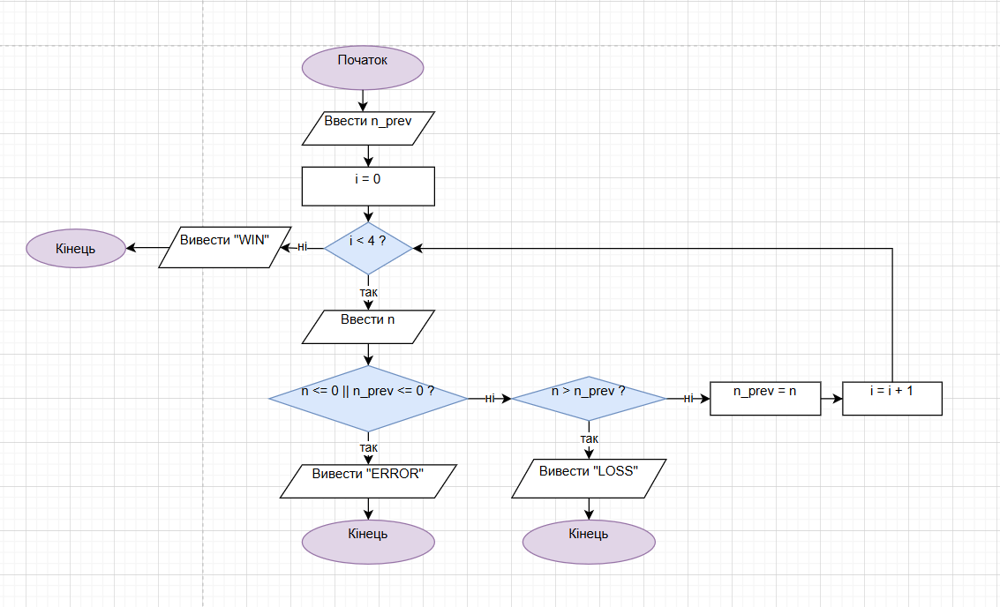 Початок
Ввести n_prev
i = 0
i < 4 ?
ні
Вивести "WIN"
Кінець
так
Ввести n
n <= 0 || n_prev <= 0 ?
ні
n > n_prev ?
ні
n_prev = n
i = i + 1
так
Вивести "ERROR"
Кінець
так
Вивести "LOSS"
Кінець